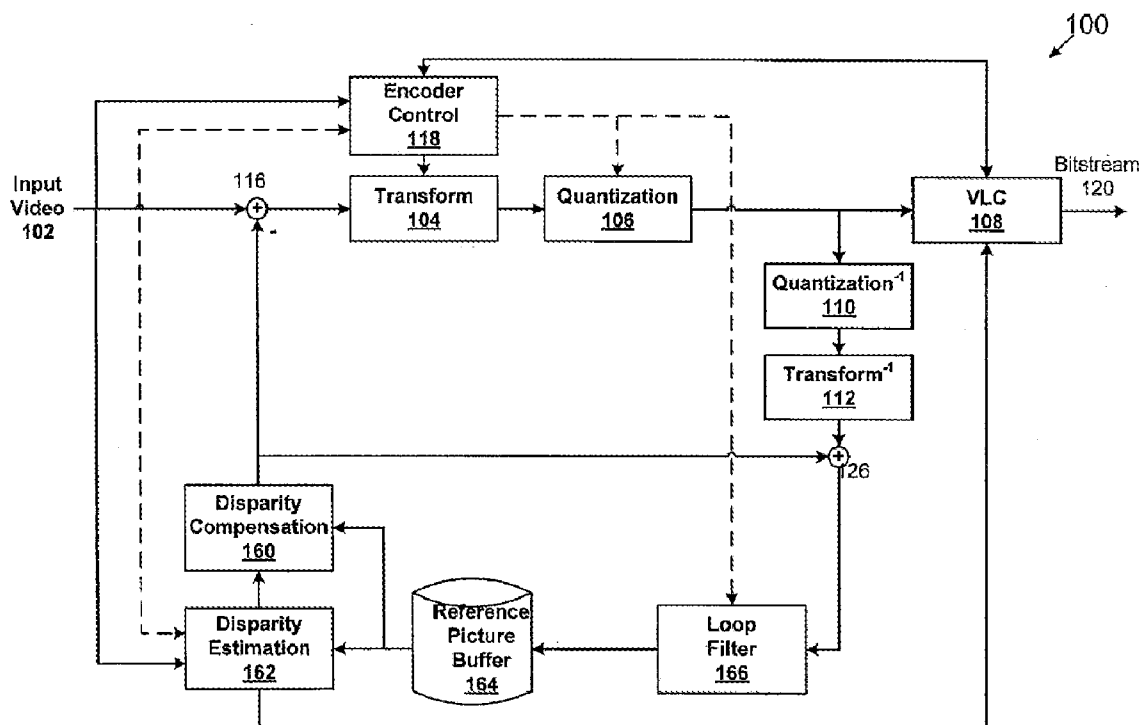 100
Encoder
Control
118
Input
Video
102
116
+
-
Transform
104
Quantization
106
VLC
108
Bitstream
120
Quantization-1
110
Transform-1
112
+
126
Disparity
Compensation
160
Disparity
Estimation
162
Reference
Picture
Buffer
164
Loop
Filter
166